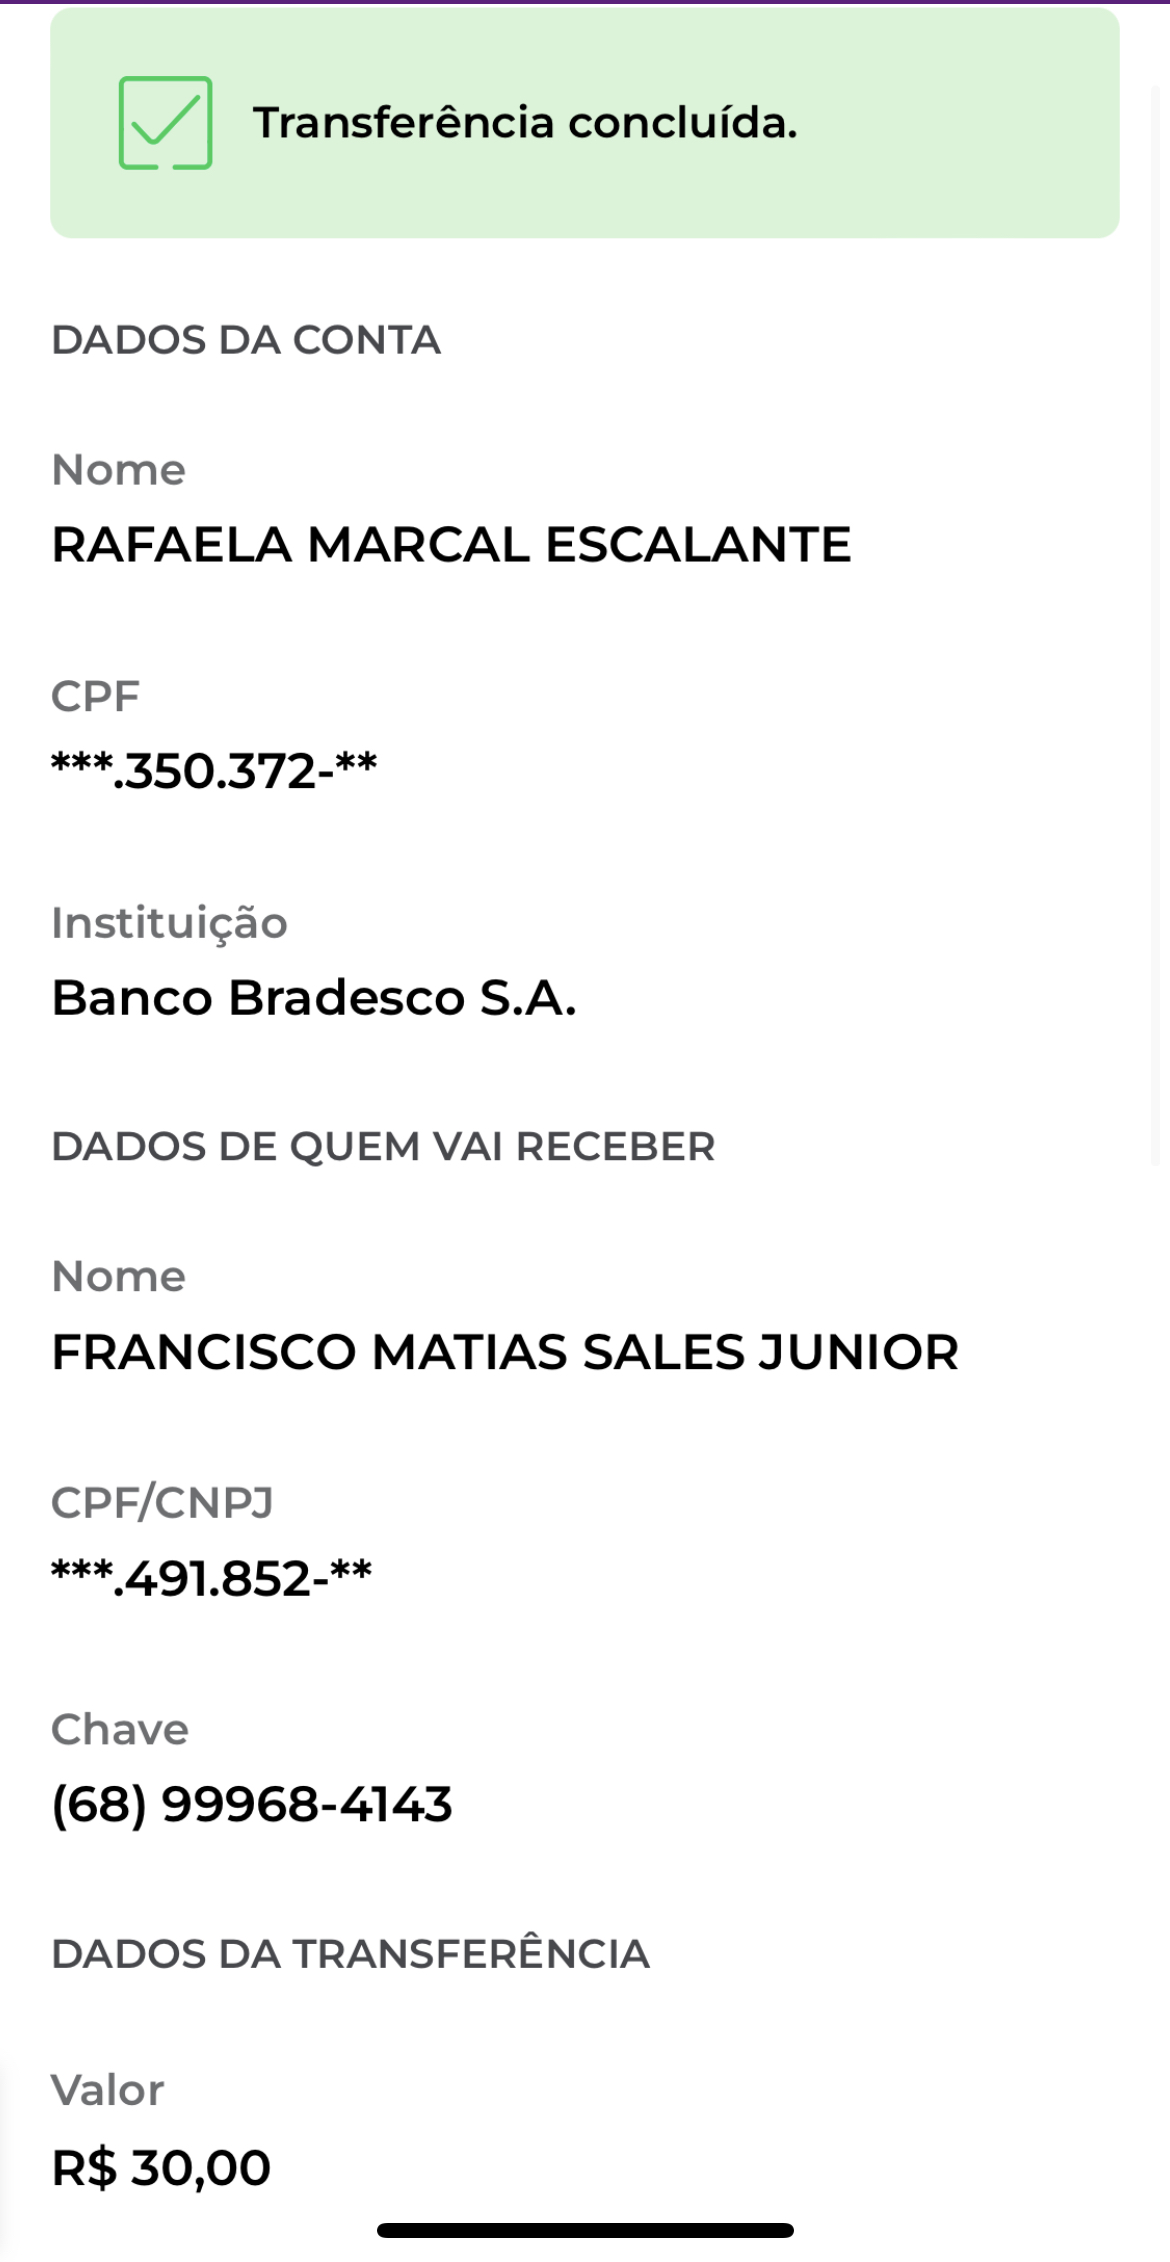 Transferência concluída.
DADOS DA CONTA
Nome
RAFAELA MARCAL ESCALANTE
CPF
***.350.372-**
Instituição
Banco Bradesco S.A.
DADOS DE QUEM VAI RECEBER
Nome
FRANCISCO MATIAS SALES JUNIOR
CPF/CNPJ
***.491.852-**
Chave
(68) 99968-4143
DADOS DA TRANSFERÊNCIA
Valor
R$ 30,00